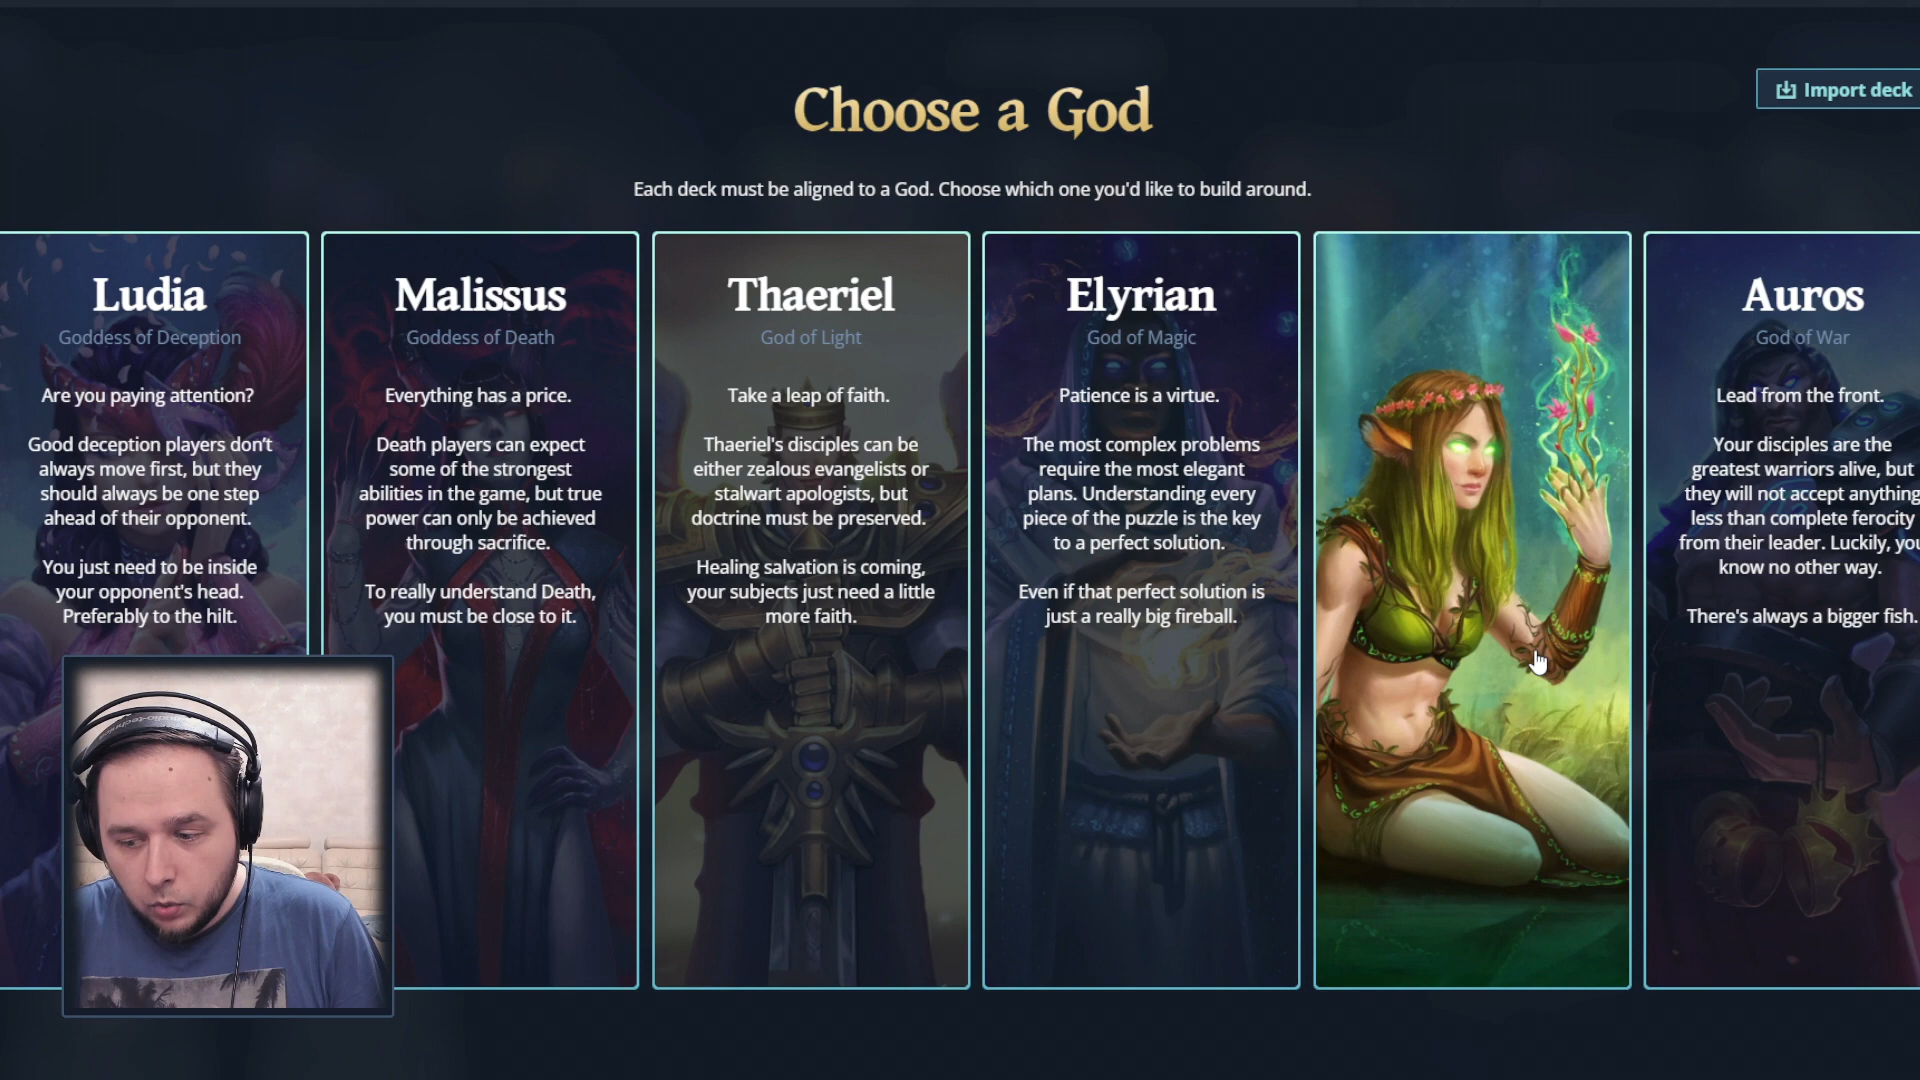 Import deck
Choose a God
Each deck must be aligned to a God. Choose which one you'd like to build around.
Ludia
Goddess of Deception
Are you paying attention?
Good deception players don't
always move first, but they
should always be one step
ahead of their opponent.
You just need to be inside
your opponent's head.
Preferably to the hilt.
Malissus
Goddess of Death
Everything has a price.
Death players can expect
some of the strongest
abilities in the game, but true
power can only be achieved
through sacrifice.
To really understand Death,
you must be close to it.
Thaeriel
God of Light
Take a leap of faith.
Thaeriel's disciples can be
either zealous evangelists or
stalwart apologists, but
doctrine must be preserved.
Healing salvation is coming,
your subjects just need a little
more faith.
Elyrian
God of Magic
Patience is a virtue.
The most complex problems
require the most elegant
plans. Understanding every
piece of the puzzle is the key
to a perfect solution.
Even if that perfect solution is
just a really big fireball.
Auros
God of War
Lead from the front.
Your disciples are the
greatest warriors alive, but
they will not accept anything
less than complete ferocity
from their leader. Luckily, you
know no other way.
There's always a bigger fish.
audio-technica